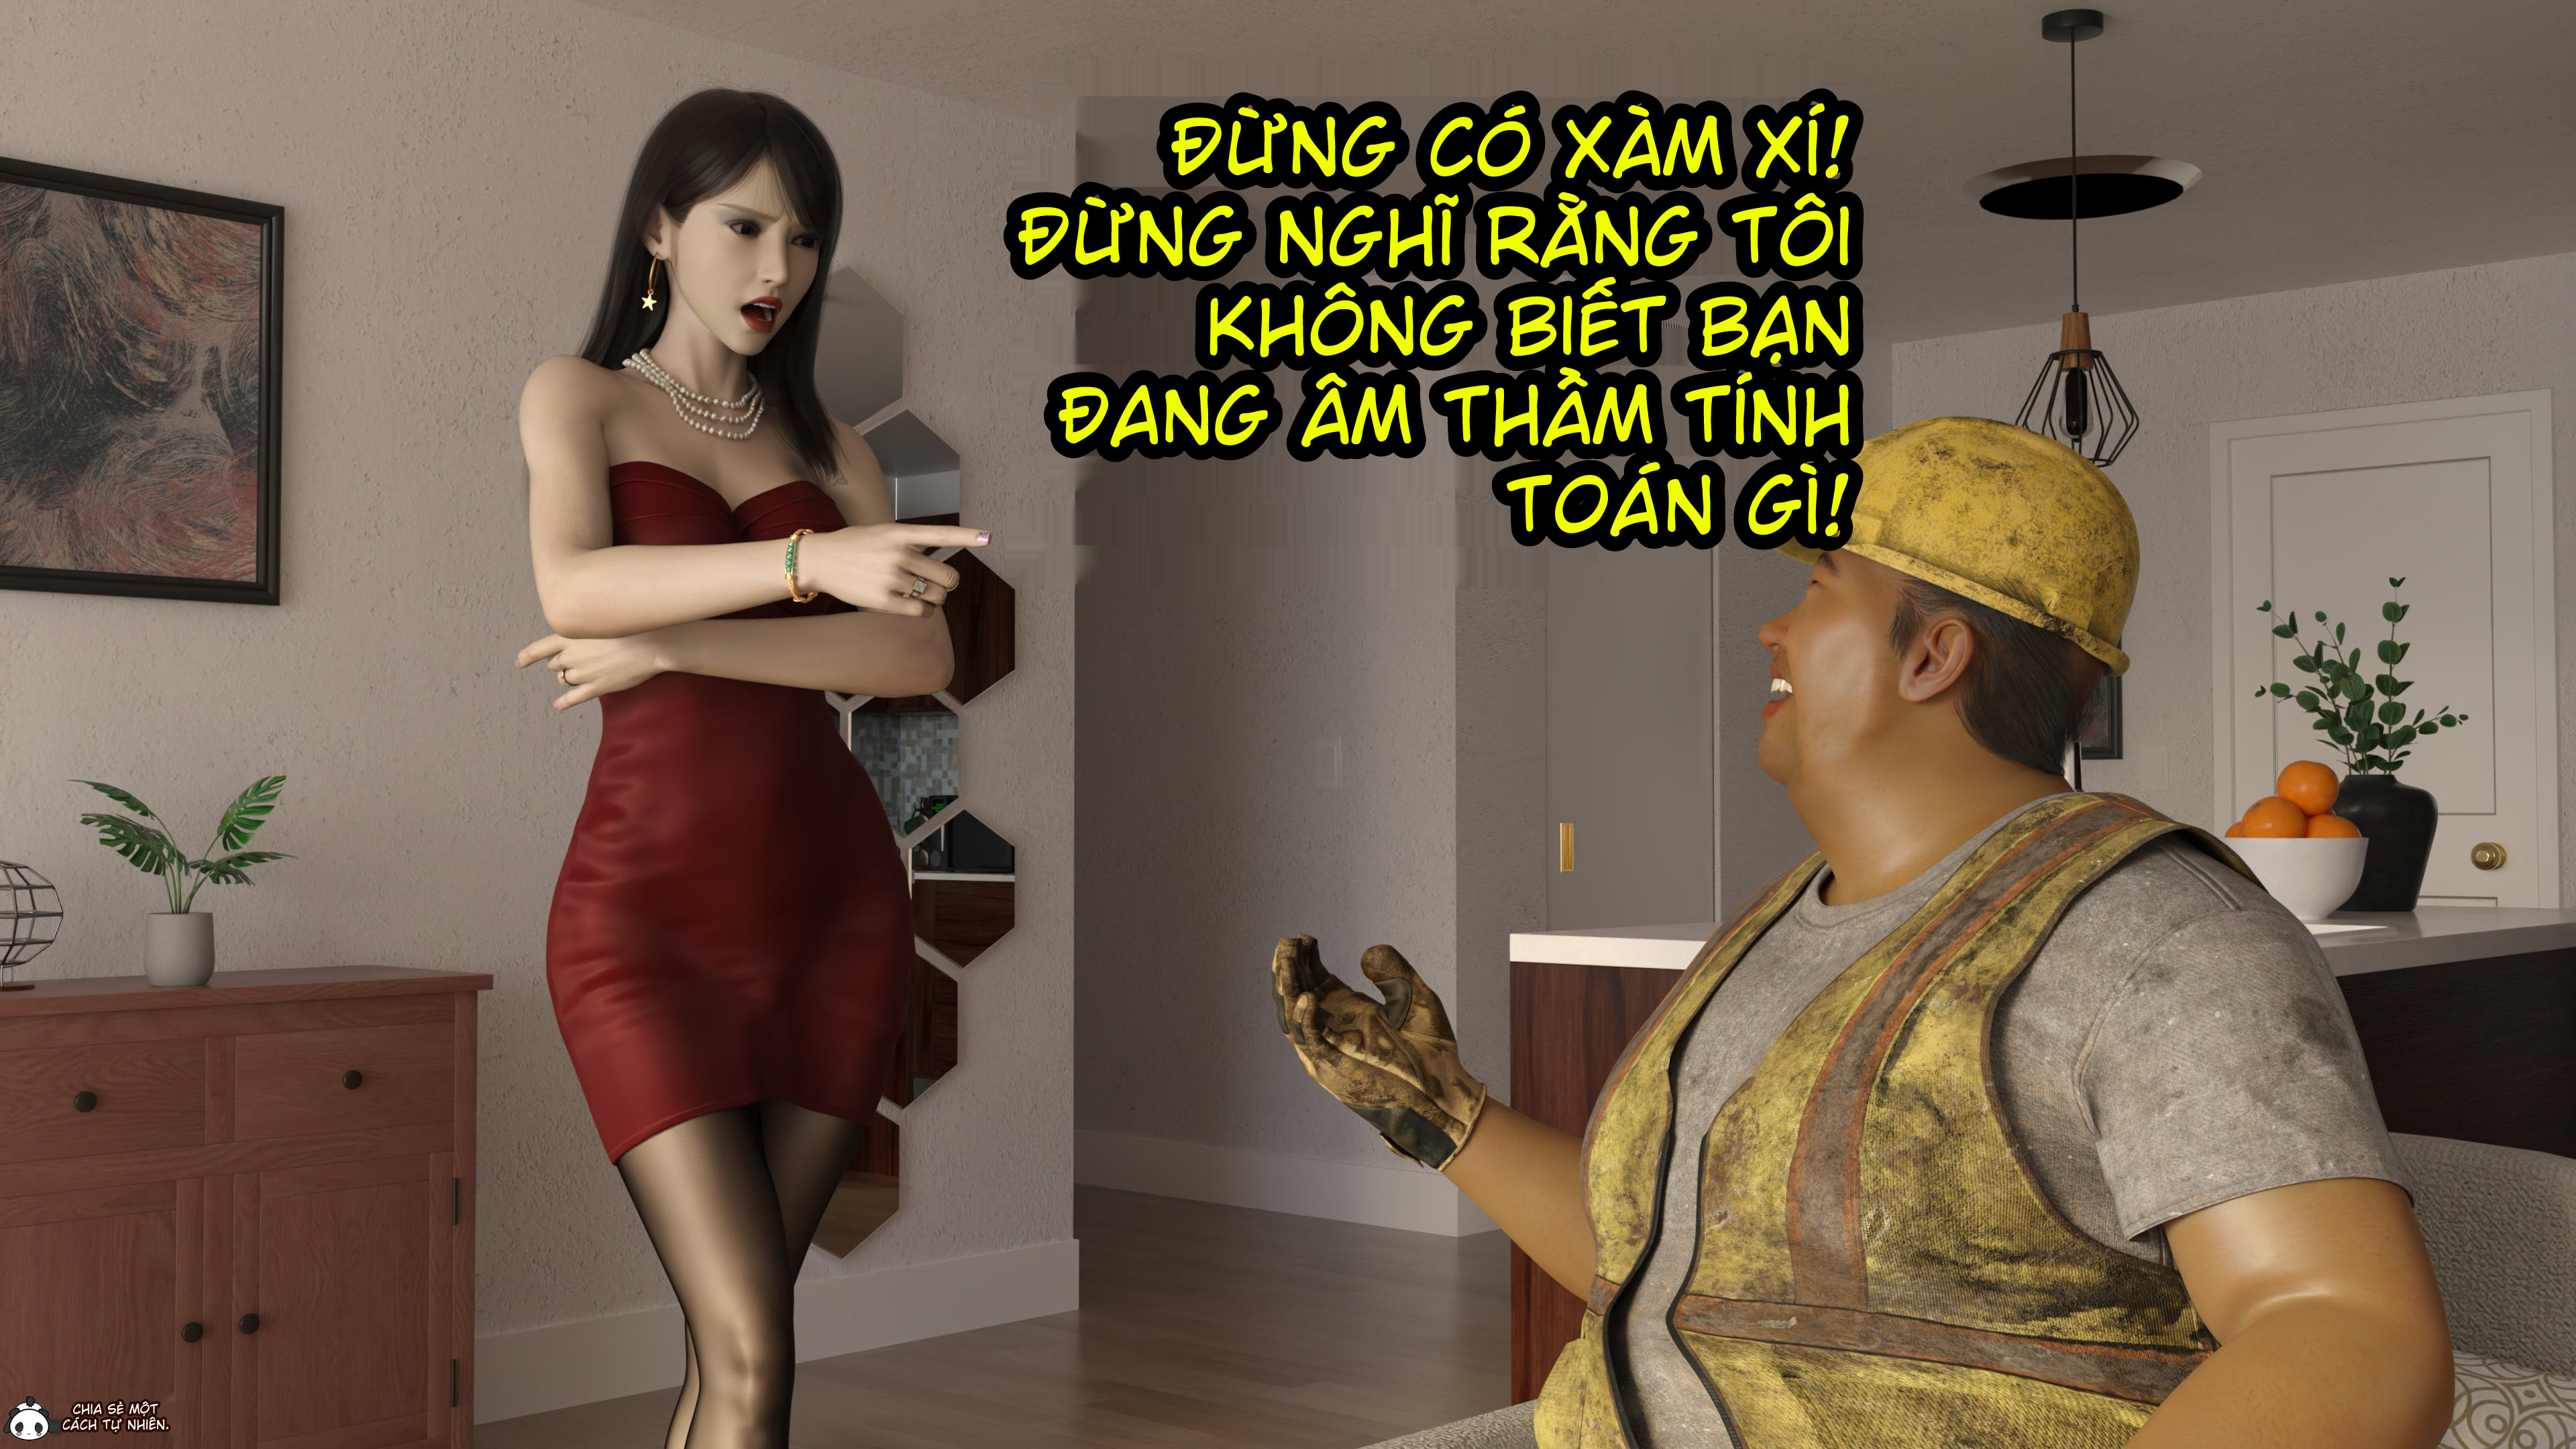 ĐỪNG CÓ XÀM XÍ!
ĐỪNG NGHĨ RẰNG TÔI
KHÔNG BIẾT BẠN
ĐANG ÂM THẦM TÍNH
TOÁN GÌ!
CHIA SẺ MỘT
CÁCH TỰ NHIÊN.